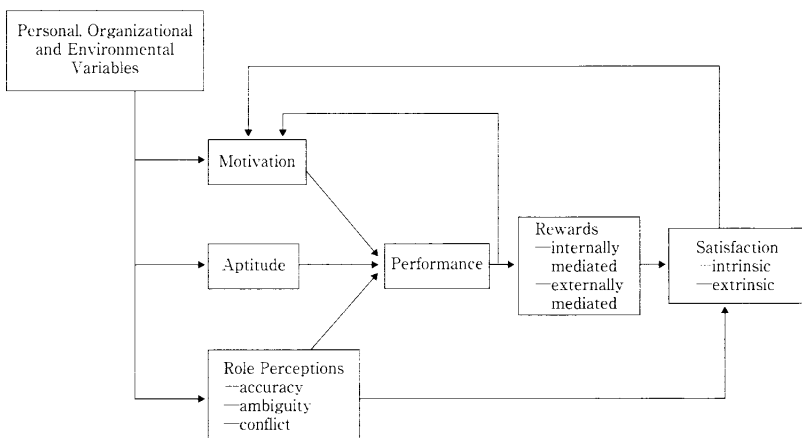 Personal, Organizational
and Environmental
Variables
Motivation
Aptitude
Performance
Role Perceptions
—accuracy
—ambiguity
—conflict
Rewards
—internally
mediated
—externally
mediated
Satisfaction
—intrinsic
—extrinsic